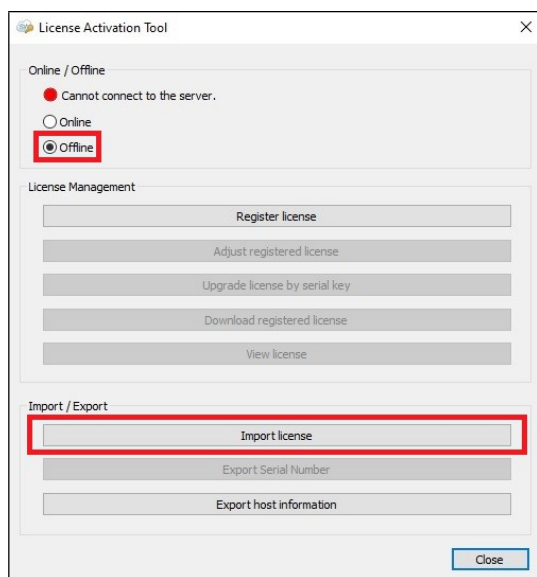 License Activation Tool
Online / Offline
Cannot connect to the server.
Online
Offline
License Management
Register license
Adjust registered license
Upgrade license by serial key
Download registered license
View license
Import / Export
Import license
Export Serial Number
Export host information
Close